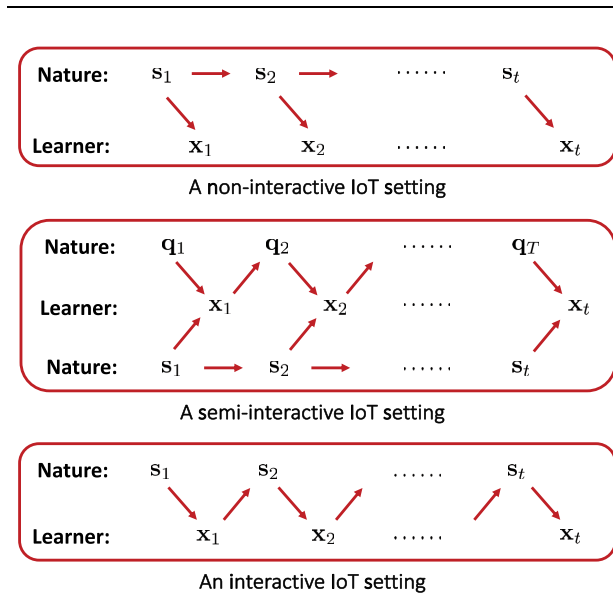 Nature: s₁ s₂ ...... sₜ
Learner: x₁ x₂ ...... xₜ
A non-interactive IoT setting
Nature: q₁ q₂ ...... q_T
Learner: x₁ x₂ ...... xₜ
Nature: s₁ s₂ ...... sₜ
A semi-interactive IoT setting
Nature: s₁ s₂ ...... sₜ
Learner: x₁ x₂ ...... xₜ
An interactive IoT setting